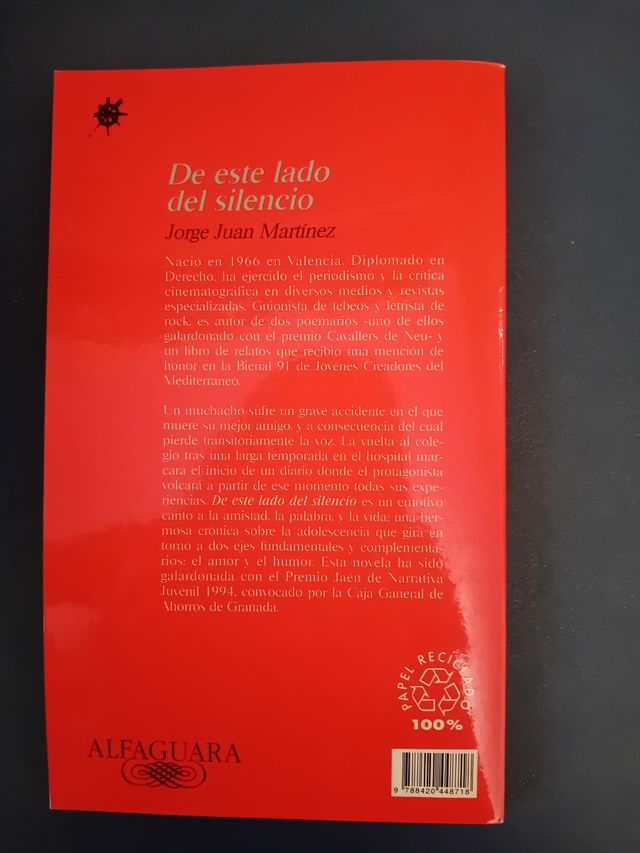 De este lado
del silencio
Jorge Juan Martínez
Nació en 1966 en Valencia. Diplomado en
Derecho, ha ejercido el periodismo y la crítica
cinematográfica en diversos medios y revistas
especializadas. Guionista de tebeos y letrista de
rock, es autor de dos poemarios -uno de ellos
galardonado con el premio Cavallers de Neu- y
un libro de relatos que recibió una mención de
honor en la Bienal 91 de Jóvenes Creadores del
Mediterráneo.
Un muchacho sufre un grave accidente en el que
muere su mejor amigo, y a consecuencia del cual
pierde transitoriamente la voz. La vuelta al cole-
gio tras una larga temporada en el hospital mar-
cará el inicio de un diario donde el protagonista
volcará a partir de ese momento todas sus expe-
riencias. De este lado del silencio es un emotivo
canto a la amistad, la palabra, y la vida; una her-
mosa crónica sobre la adolescencia que gira en
torno a dos ejes fundamentales y complementa-
rios: el amor y el humor. Esta novela ha sido
galardonada con el Premio Jaén de Narrativa
Juvenil 1994, convocado por la Caja Ganeral de
Ahorros de Granada.
PAPEL RECICLADO
100%
ALFAGUARA
9 788420 448718